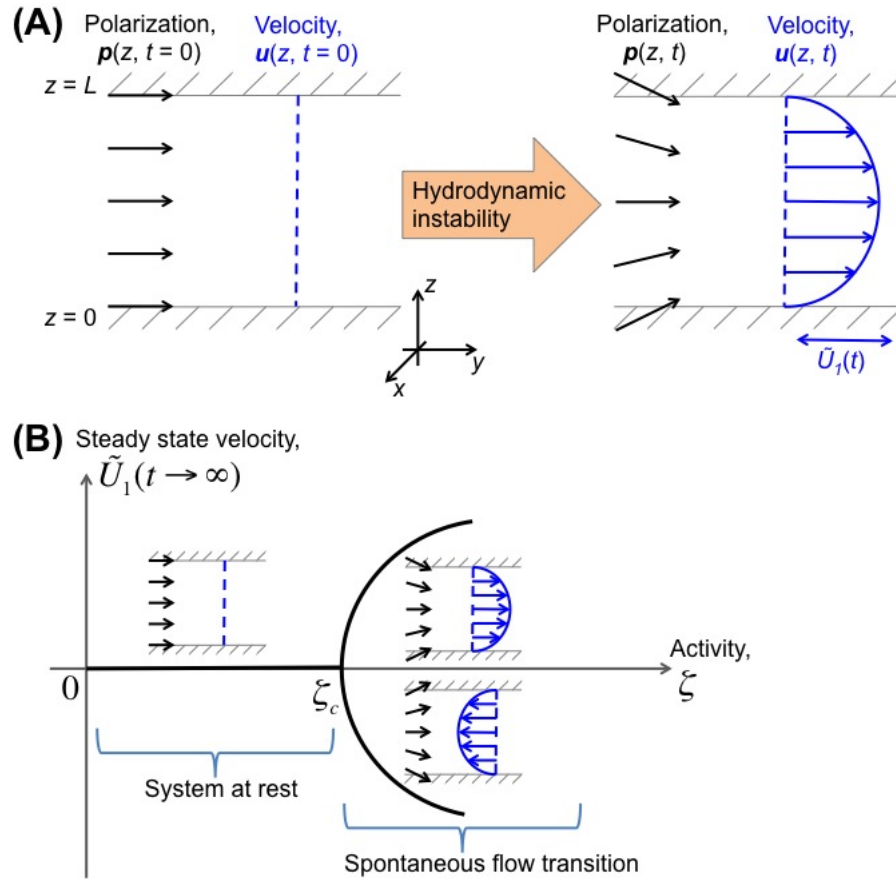 (A)
Polarization,
p(z, t = 0)
Velocity,
u(z, t = 0)
Polarization,
p(z, t)
Velocity,
u(z, t)
z = L
Hydrodynamic
instability
z = 0
z
y
x
Ũ₁(t)
(B)
Steady state velocity,
Ũ₁(t → ∞)
Activity,
ζ
0
ζc
System at rest
Spontaneous flow transition